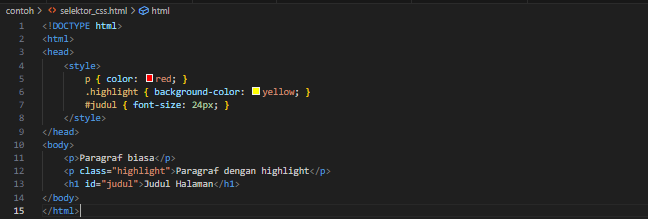 contoh > <> selektor_css.html > html
1 <!DOCTYPE html>
2 <html>
3 <head>
4     <style>
5         p { color: red; }
6         .highlight { background-color: yellow; }
7         #judul { font-size: 24px; }
8     </style>
9 </head>
10 <body>
11     <p>Paragraf biasa</p>
12     <p class="highlight">Paragraf dengan highlight</p>
13     <h1 id="judul">Judul Halaman</h1>
14 </body>
15 </html>